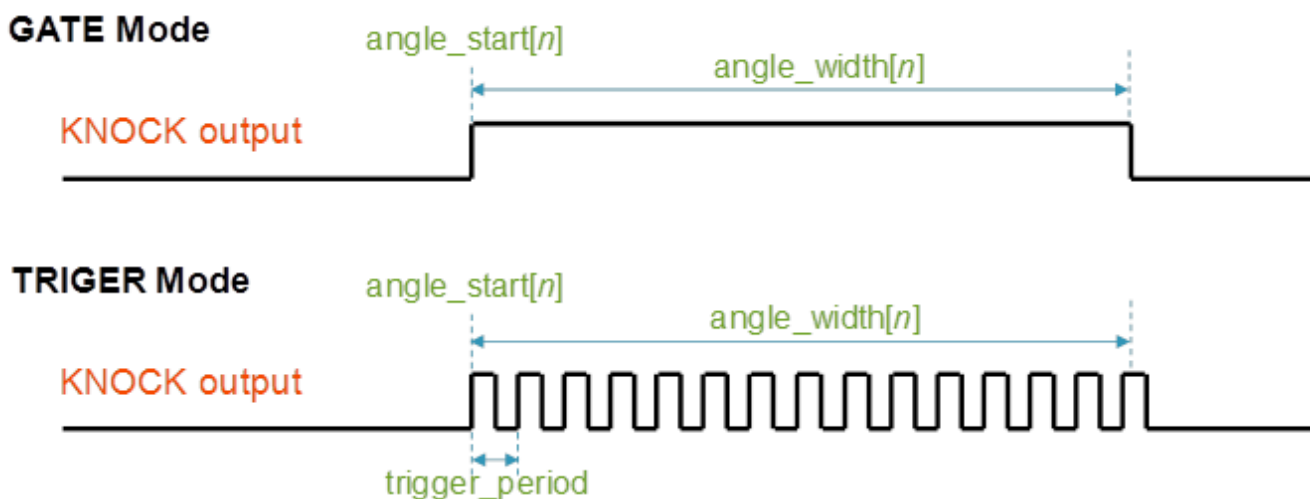 GATE Mode
angle_start[n]
angle_width[n]
KNOCK output
TRIGER Mode
angle_start[n]
angle_width[n]
KNOCK output
trigger_period